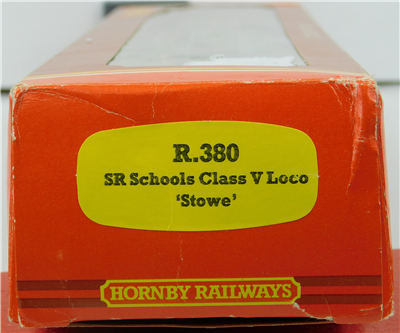 R.380
SR Schools Class V Loco
‘Stowe’
HORNBY RAILWAYS